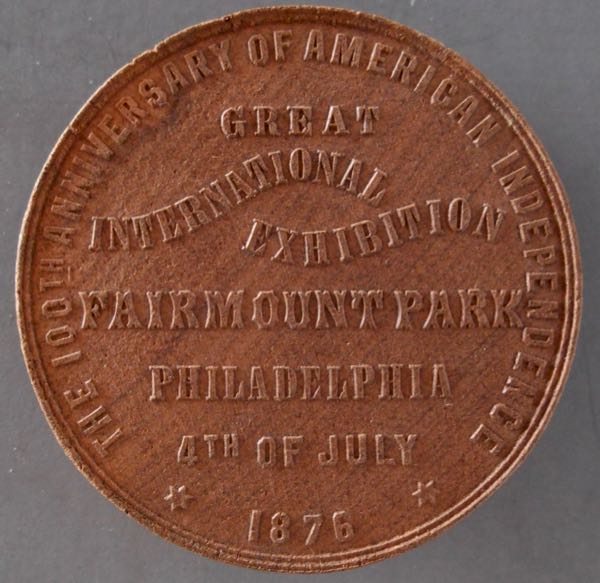 THE 100TH ANNIVERSARY OF AMERICAN INDEPENDENCE
GREAT
INTERNATIONAL
EXHIBITION
FAIRMOUNT PARK
PHILADELPHIA
4TH OF JULY
1876